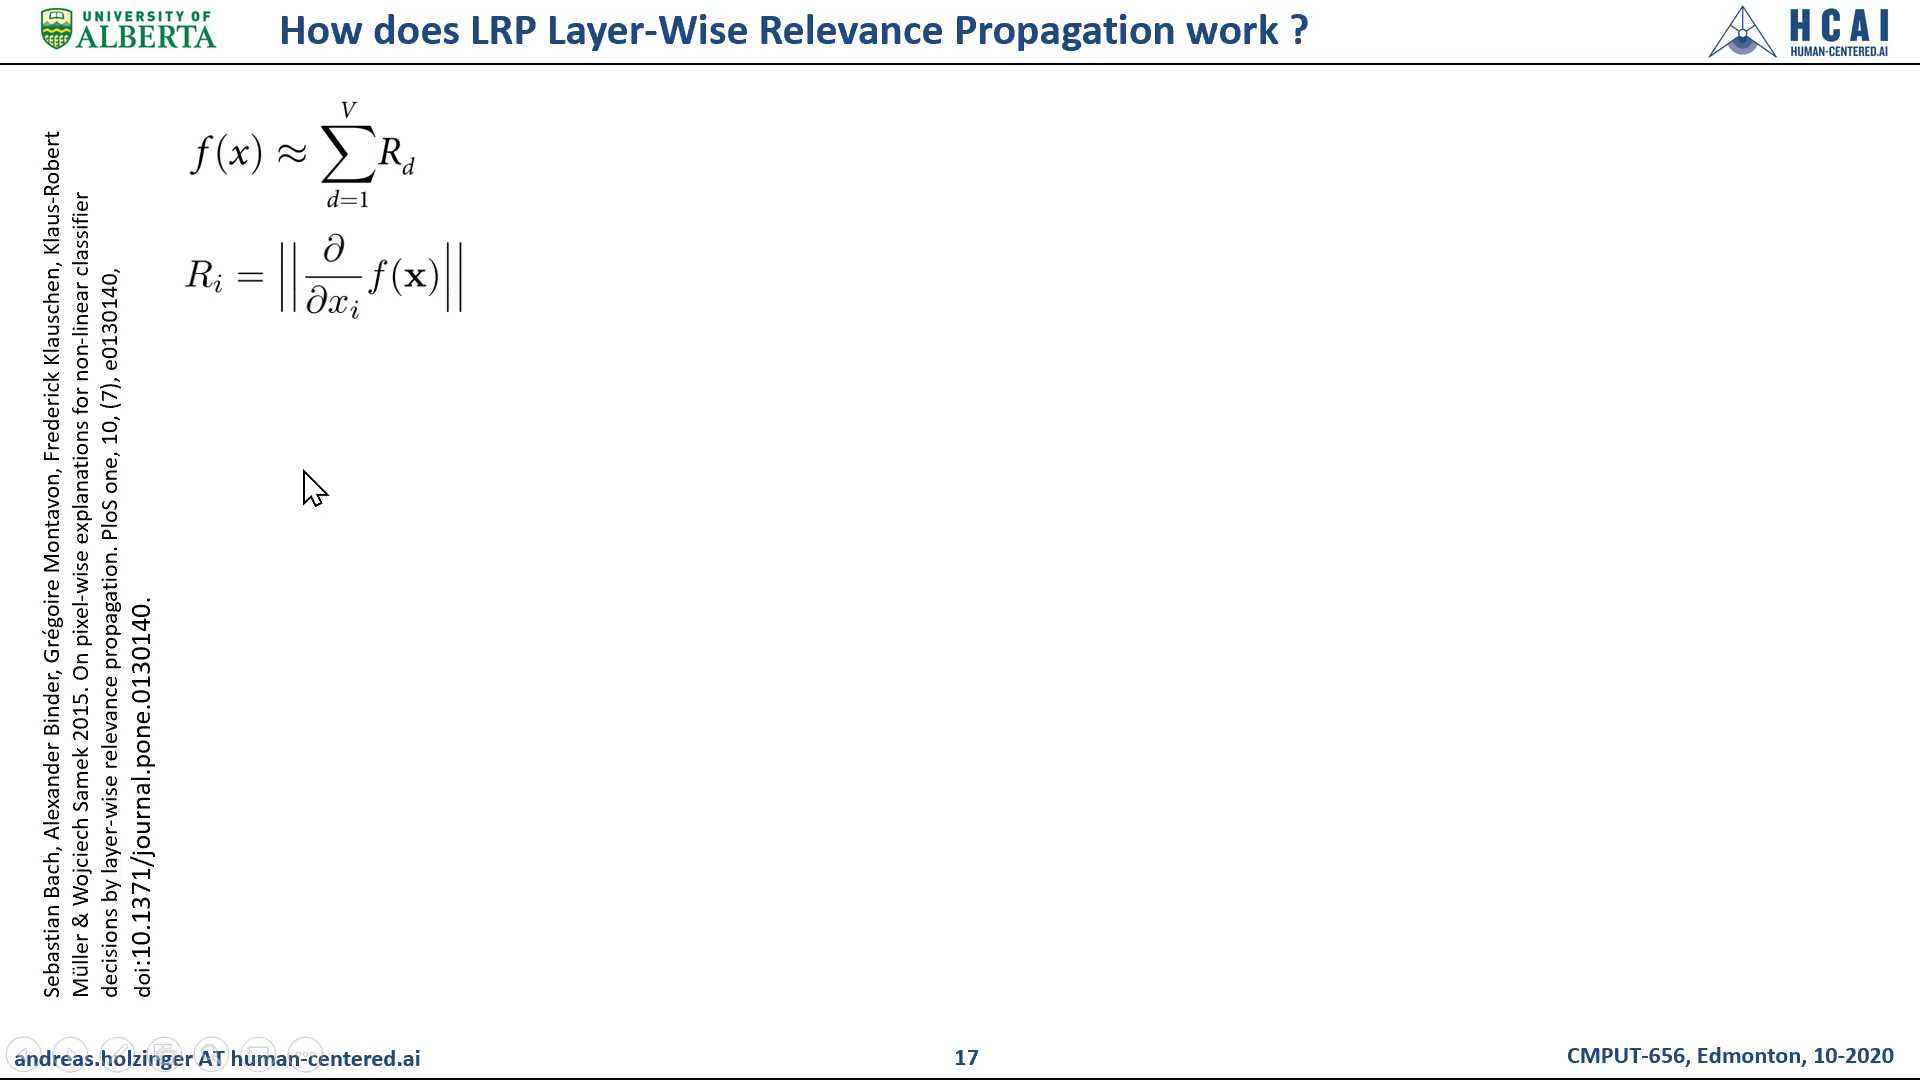 UNIVERSITY OF
ALBERTA
How does LRP Layer-Wise Relevance Propagation work ?
HCAI
HUMAN-CENTERED.AI
f(x) ≈ ∑_{d=1}^{V} R_d
R_i = ||∂/∂x_i f(𝐱)||
Sebastian Bach, Alexander Binder, Grégoire Montavon, Frederick Klauschen, Klaus-Robert
Müller & Wojciech Samek 2015. On pixel-wise explanations for non-linear classifier
decisions by layer-wise relevance propagation. PloS one, 10, (7), e0130140,
doi:10.1371/journal.pone.0130140.
andreas.holzinger AT human-centered.ai
17
CMPUT-656, Edmonton, 10-2020